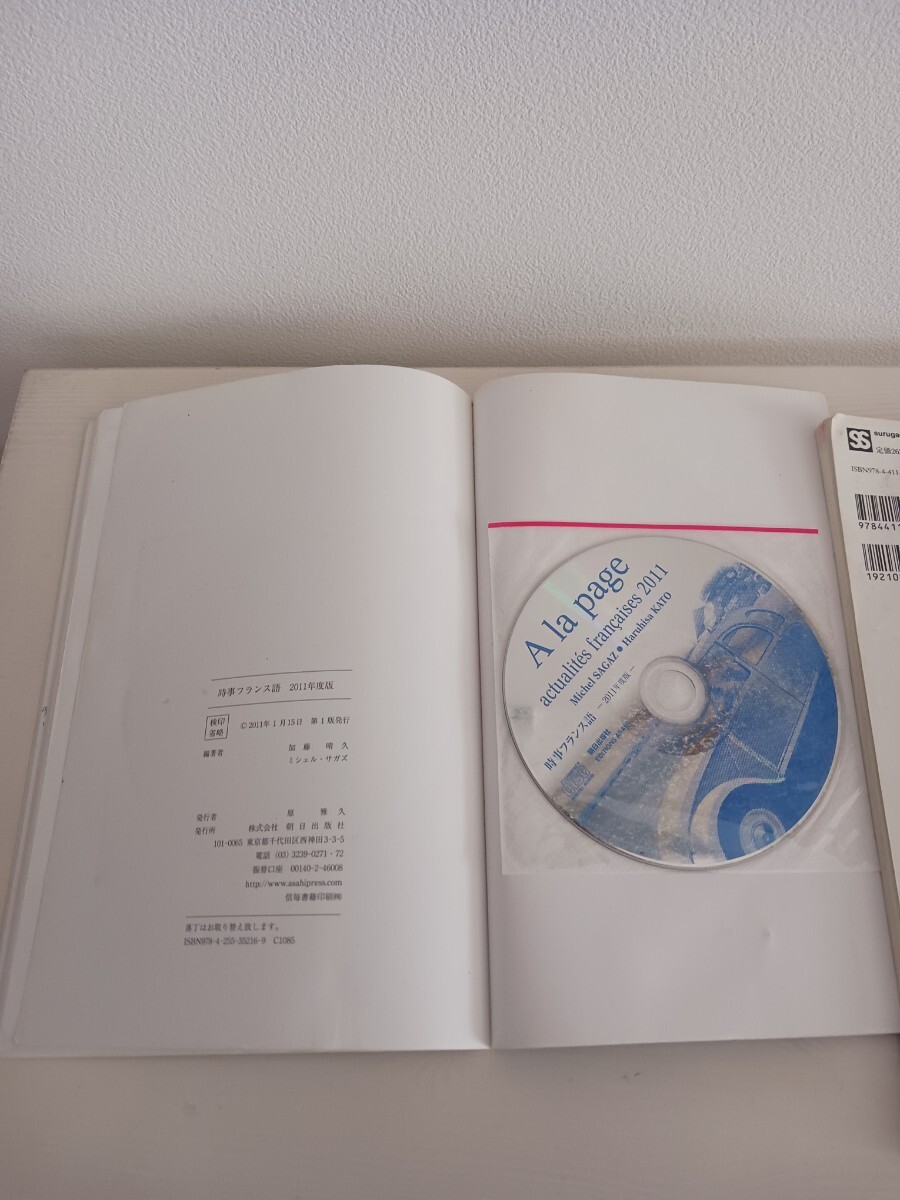 時事フランス語 2011年度版
検印
省略
©2011年1月15日 第1版発行
編著者 加藤晴久
ミシェル・サガズ
発行者 原雅久
発行所 株式会社 朝日出版社
101-0065 東京都千代田区西神田3-3-5
電話 (03) 3239-0271・72
振替口座 00140-2-46008
http://www.asahipress.com
信毎書籍印刷㈱
落丁はお取り替え致します。
ISBN978-4-255-35216-9 C1085
A la page
actualités françaises 2011
Michel SAGAZ ● Haruhisa KATO
時事フランス語 ―2011年度版―
朝日出版社
SS
suruga
定価26
ISBN978-4-411
978441
19210